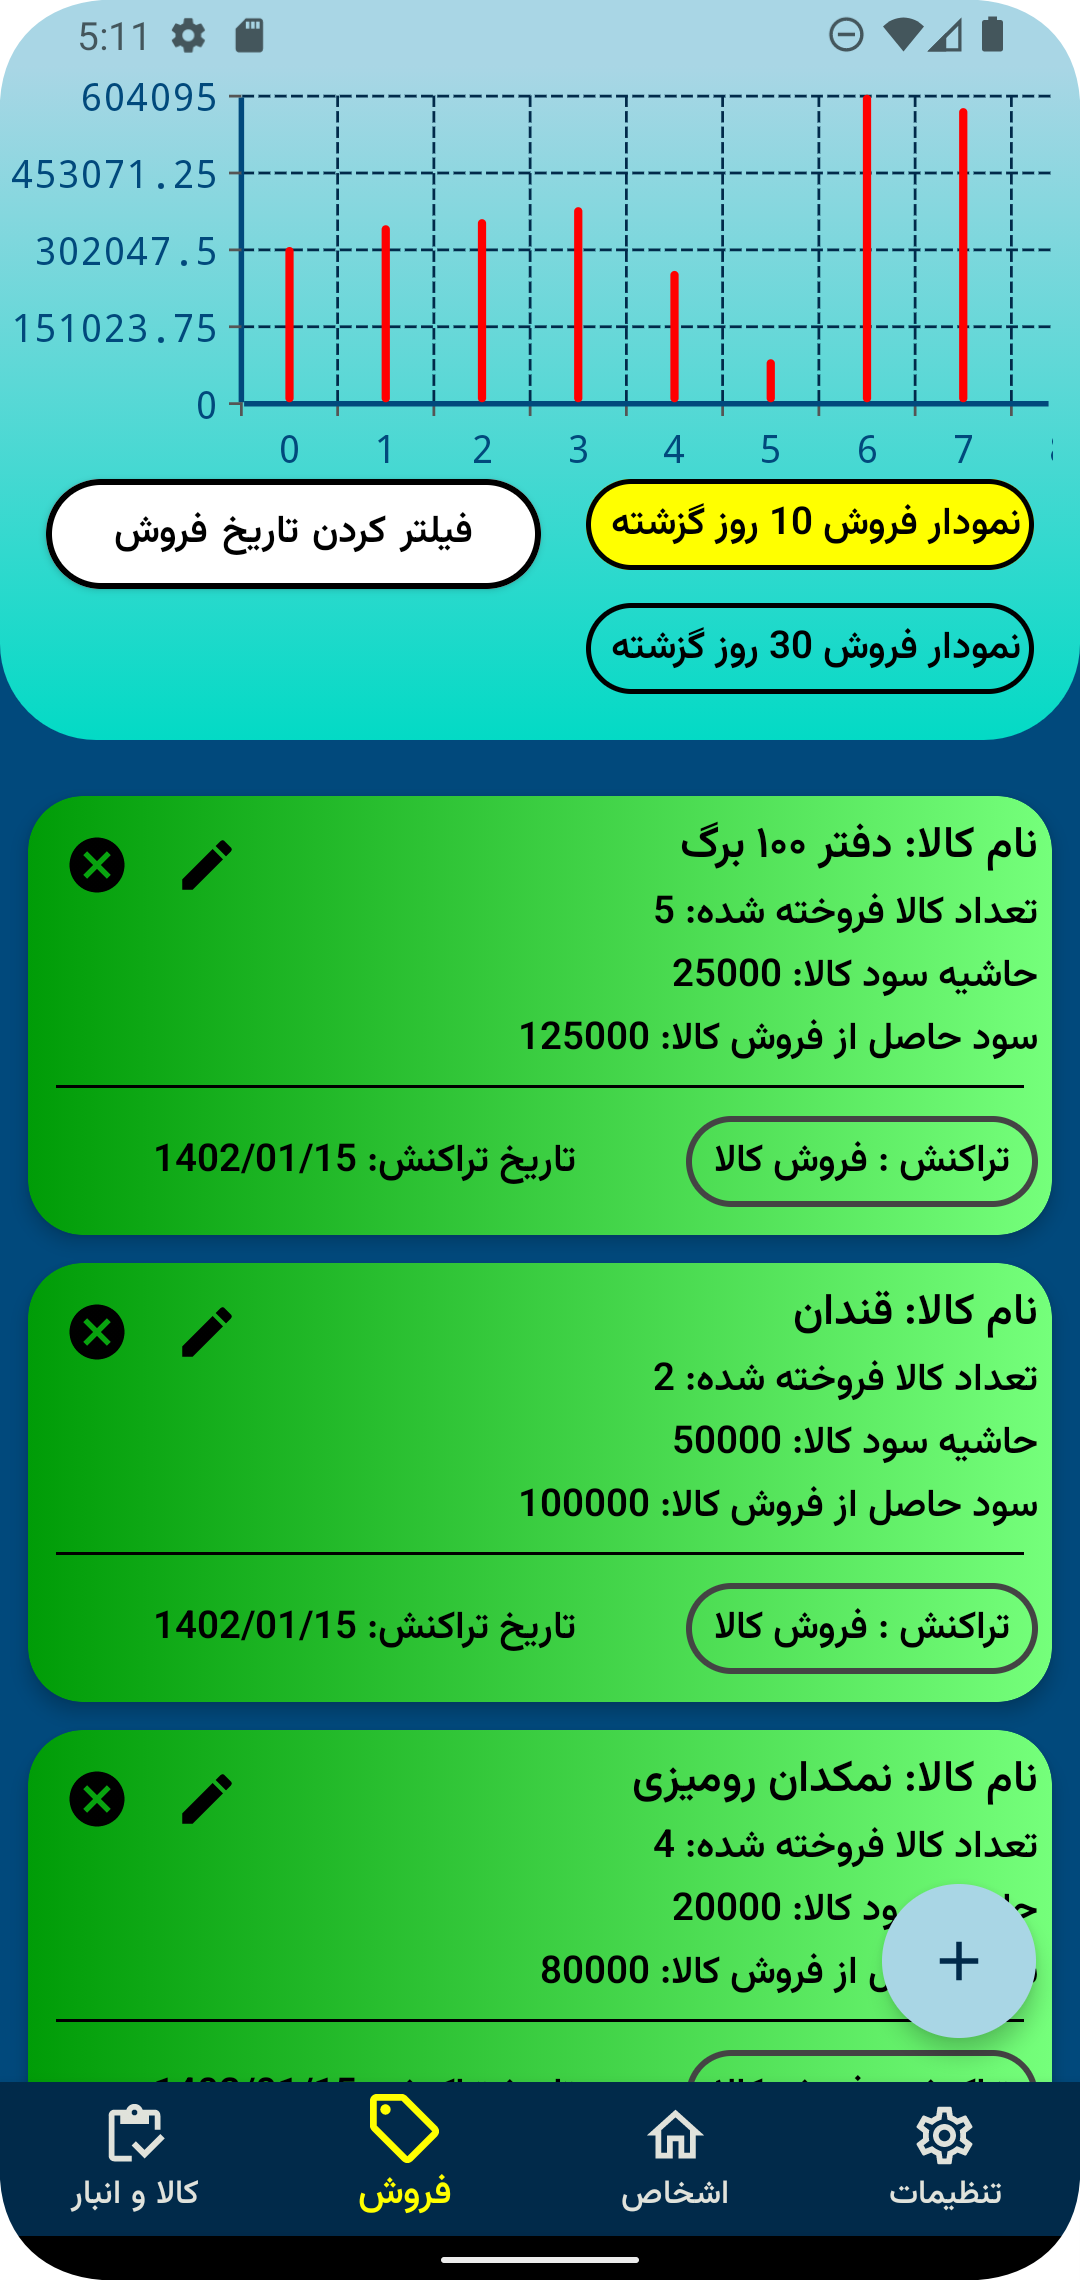 5:11
604095
453071.25
302047.5
151023.75
0
0 1 2 3 4 5 6 7
نمودار فروش 10 روز گزشته
فیلتر کردن تاریخ فروش
نمودار فروش 30 روز گزشته
نام کالا: دفتر ۱۰۰ برگ
تعداد کالا فروخته شده: 5
حاشیه سود کالا: 25000
سود حاصل از فروش کالا: 125000
تراکنش : فروش کالا
تاریخ تراکنش: 1402/01/15
نام کالا: قندان
تعداد کالا فروخته شده: 2
حاشیه سود کالا: 50000
سود حاصل از فروش کالا: 100000
تراکنش : فروش کالا
تاریخ تراکنش: 1402/01/15
نام کالا: نمکدان رومیزی
تعداد کالا فروخته شده: 4
کالا: 20000
از فروش کالا: 80000
تنظیمات
اشخاص
فروش
کالا و انبار